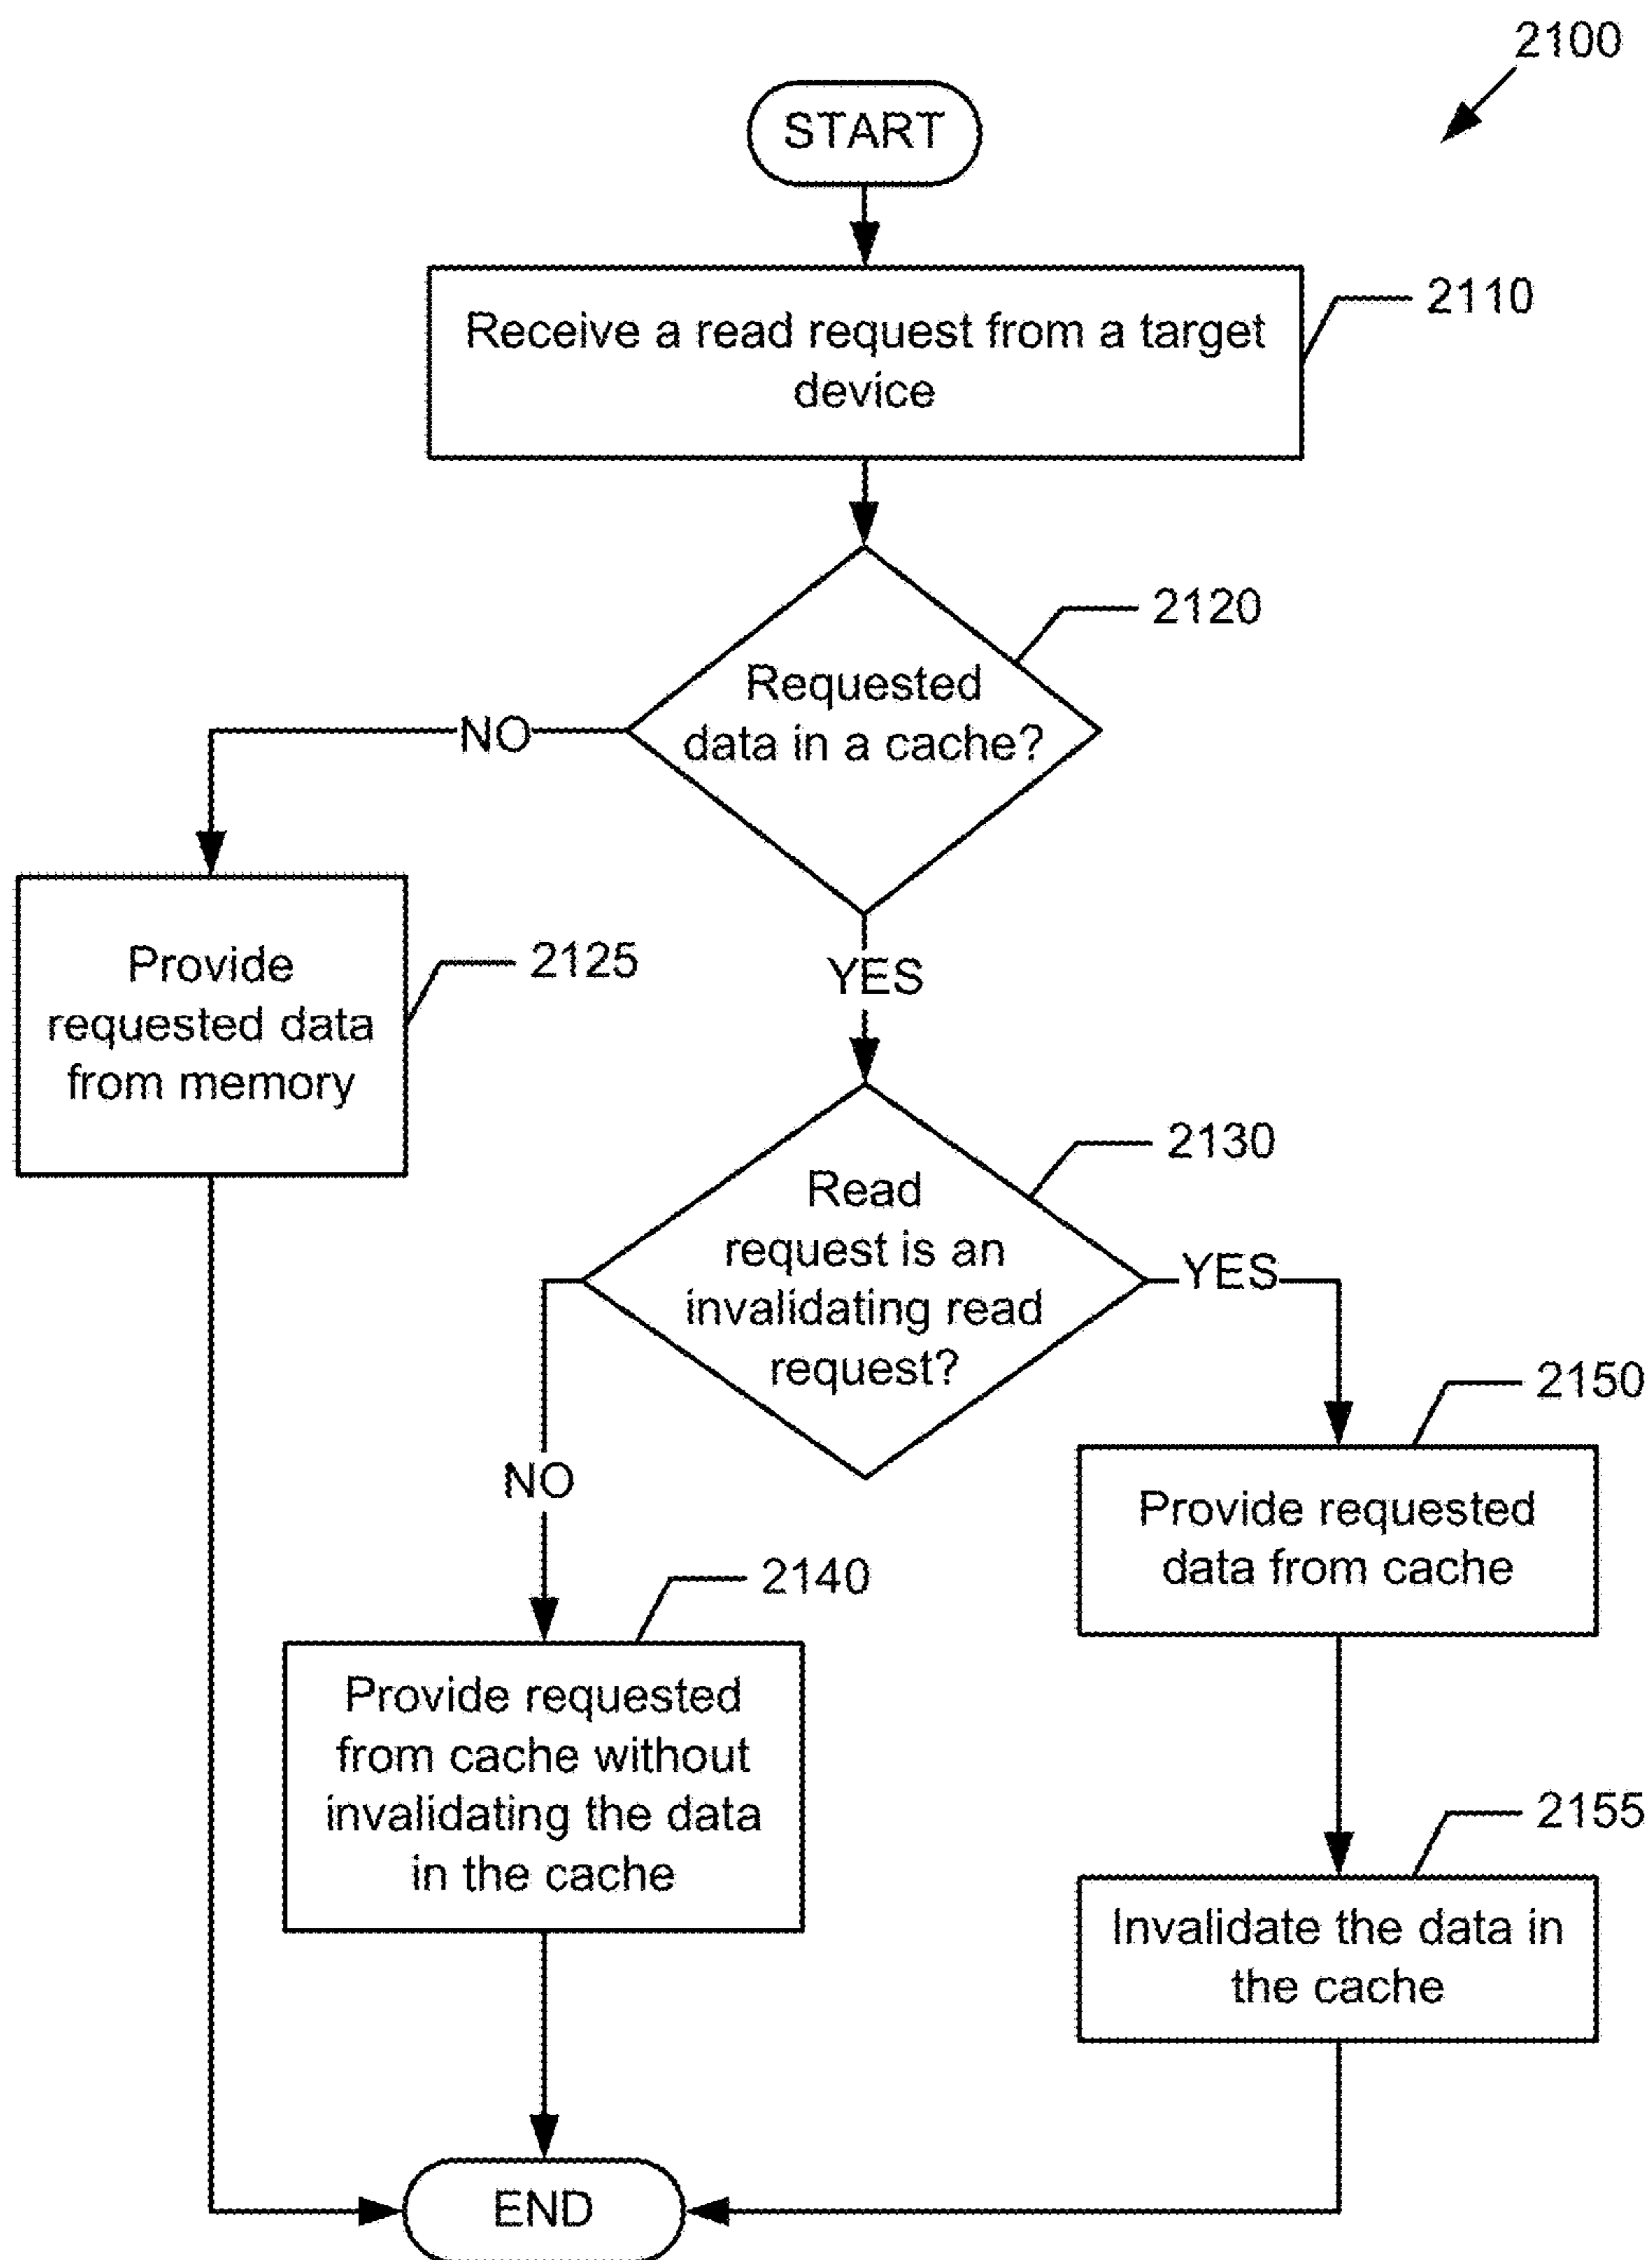 2100
START
Receive a read request from a target
device
2110
2120
Requested
data in a cache?
NO
YES
Provide
requested data
from memory
2125
2130
Read
request is an
invalidating read
request?
YES
NO
2150
Provide requested
data from cache
2140
Provide requested
from cache without
invalidating the data
in the cache
2155
Invalidate the data in
the cache
END